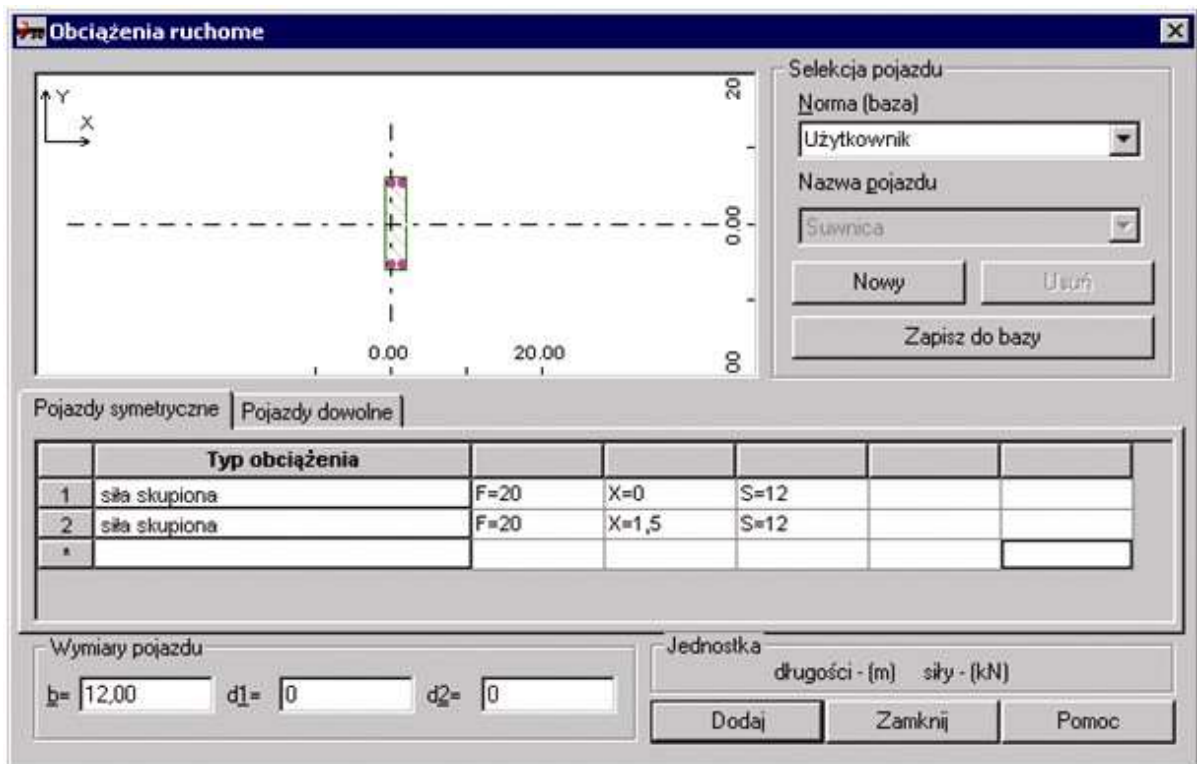 Obciążenia ruchome
Y
X
20
0.00
00
0.00 20.00
Selekcja pojazdu
Norma (baza)
Użytkownik
Nazwa pojazdu
Suwnica
Nowy Usuń
Zapisz do bazy
Pojazdy symetryczne Pojazdy dowolne
Typ obciążenia
1 siła skupiona F=20 X=0 S=12
2 siła skupiona F=20 X=1,5 S=12
*
Wymiary pojazdu
b= 12,00 d1= 0 d2= 0
Jednostka
długości - (m) siły - (kN)
Dodaj Zamknij Pomoc